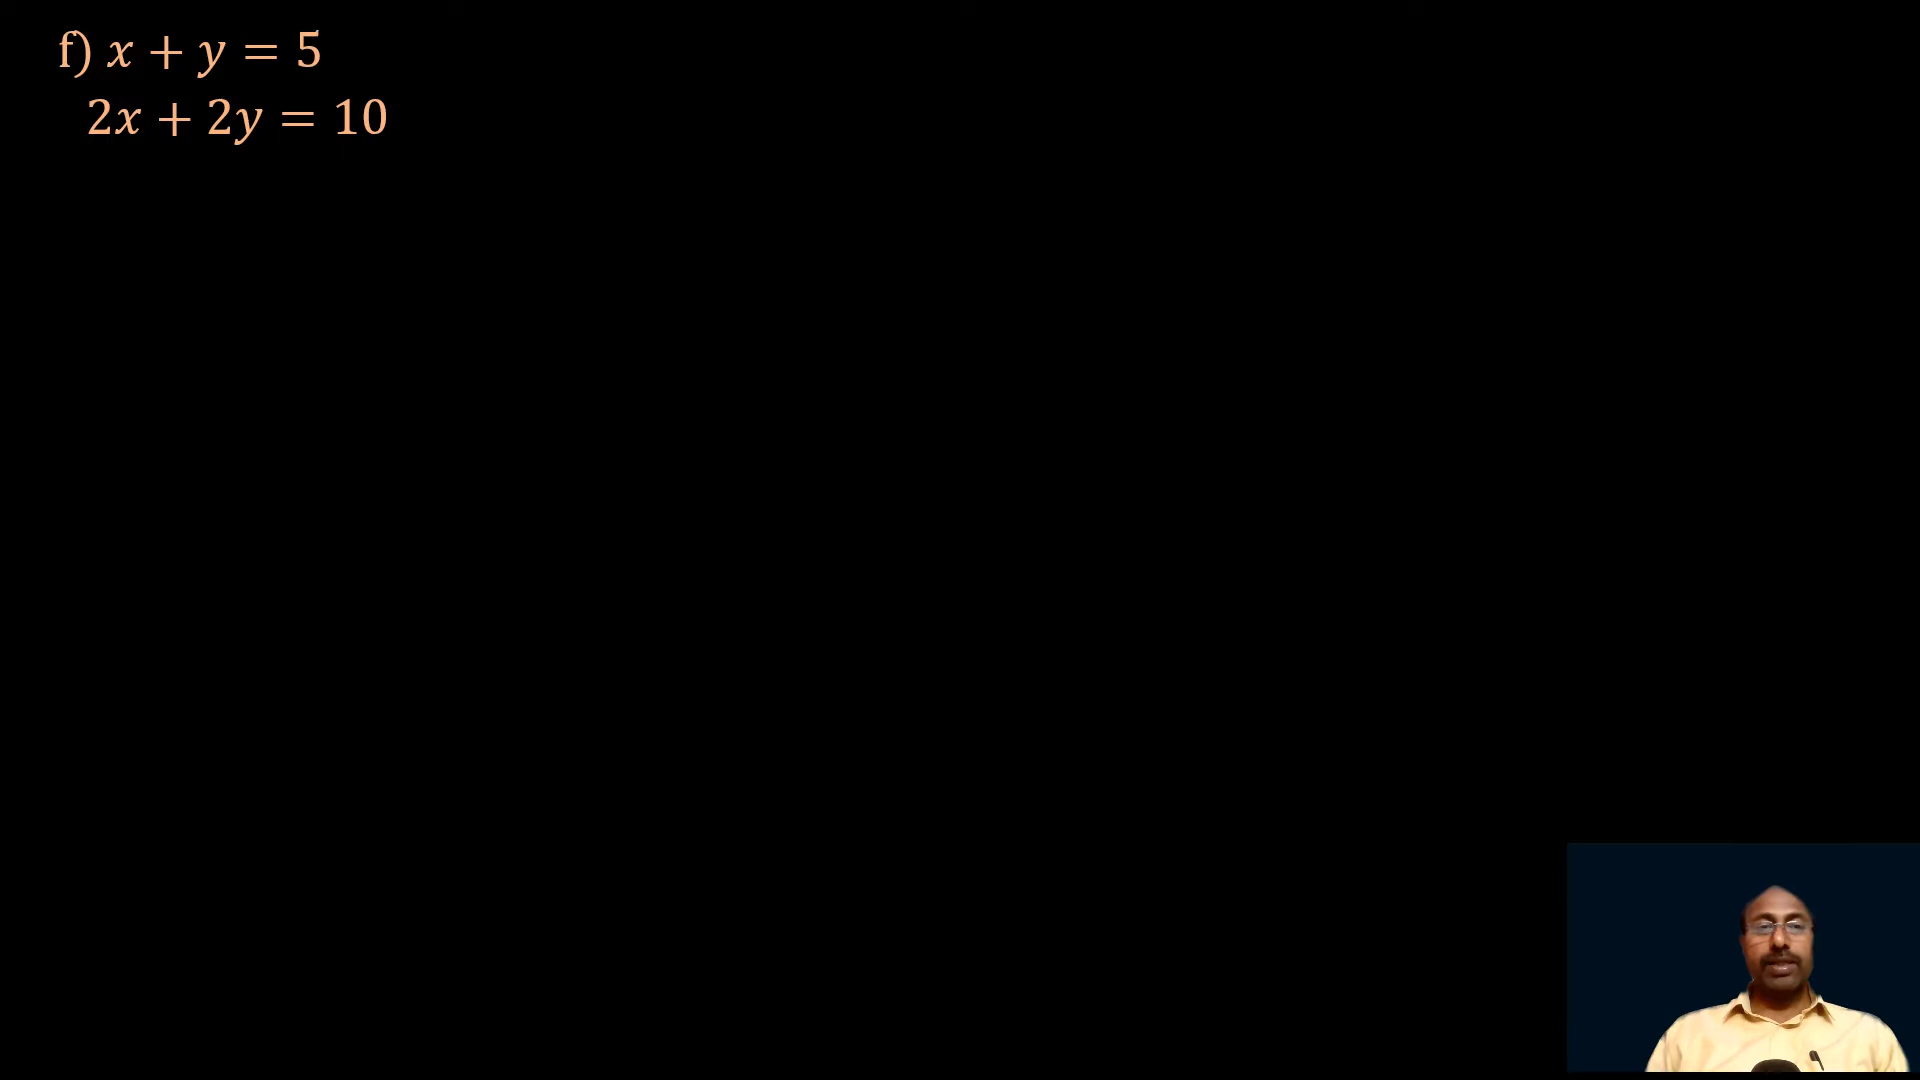 f) x + y = 5
2x + 2y = 10